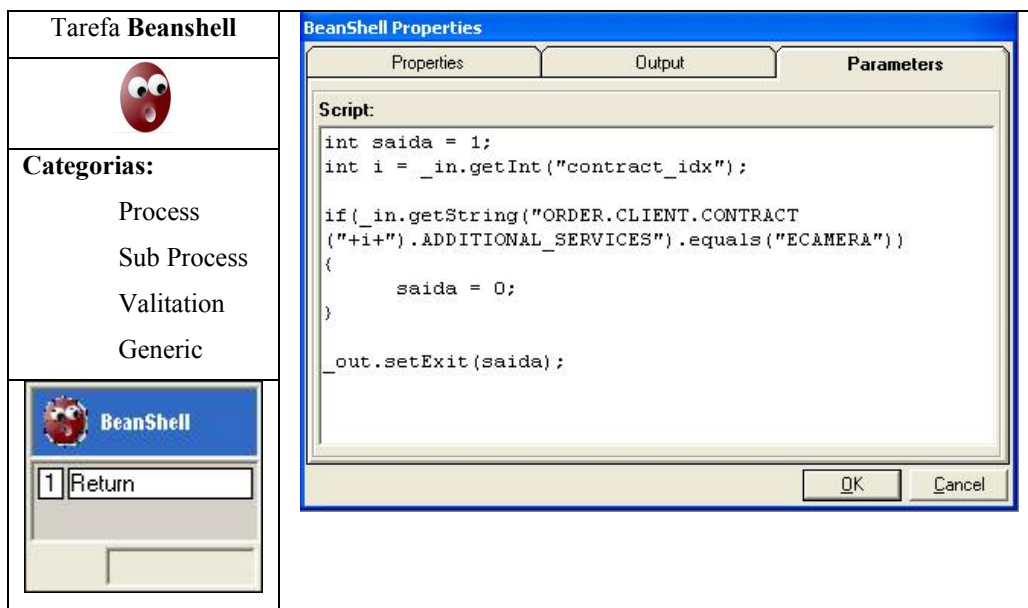 Tarefa Beanshell
Categorias:
Process
Sub Process
Valitation
Generic
BeanShell
1 Return
BeanShell Properties
Properties
Output
Parameters
Script:
int saida = 1;
int i = _in.getInt("contract_idx");
if(_in.getString("ORDER.CLIENT.CONTRACT
("+i+").ADDITIONAL_SERVICES").equals("ECAMERA"))
{
saida = 0;
}
_out.setExit(saida);
OK
Cancel